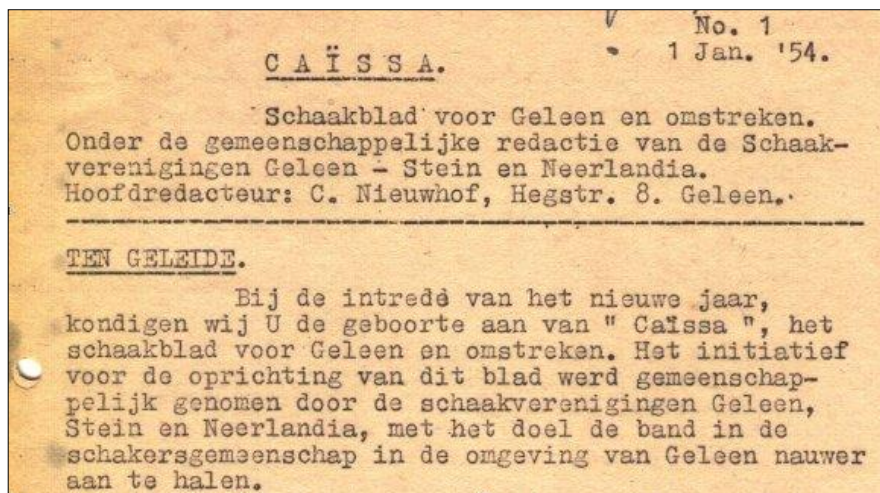 No. 1
1 Jan. '54.
C A Ï S S A.
Schaakblad voor Geleen en omstreken.
Onder de gemeenschappelijke redactie van de Schaak-
verenigingen Geleen - Stein en Neerlandia.
Hoofdredacteur: C. Nieuwhof, Hegstr. 8. Geleen.
TEN GELEIDE.
Bij de intrede van het nieuwe jaar,
kondigen wij U de geboorte aan van " Caïssa ", het
schaakblad voor Geleen en omstreken. Het initiatief
voor de oprichting van dit blad werd gemeenschap-
pelijk genomen door de schaakverenigingen Geleen,
Stein en Neerlandia, met het doel de band in de
schakersgemeenschap in de omgeving van Geleen nauwer
aan te halen.